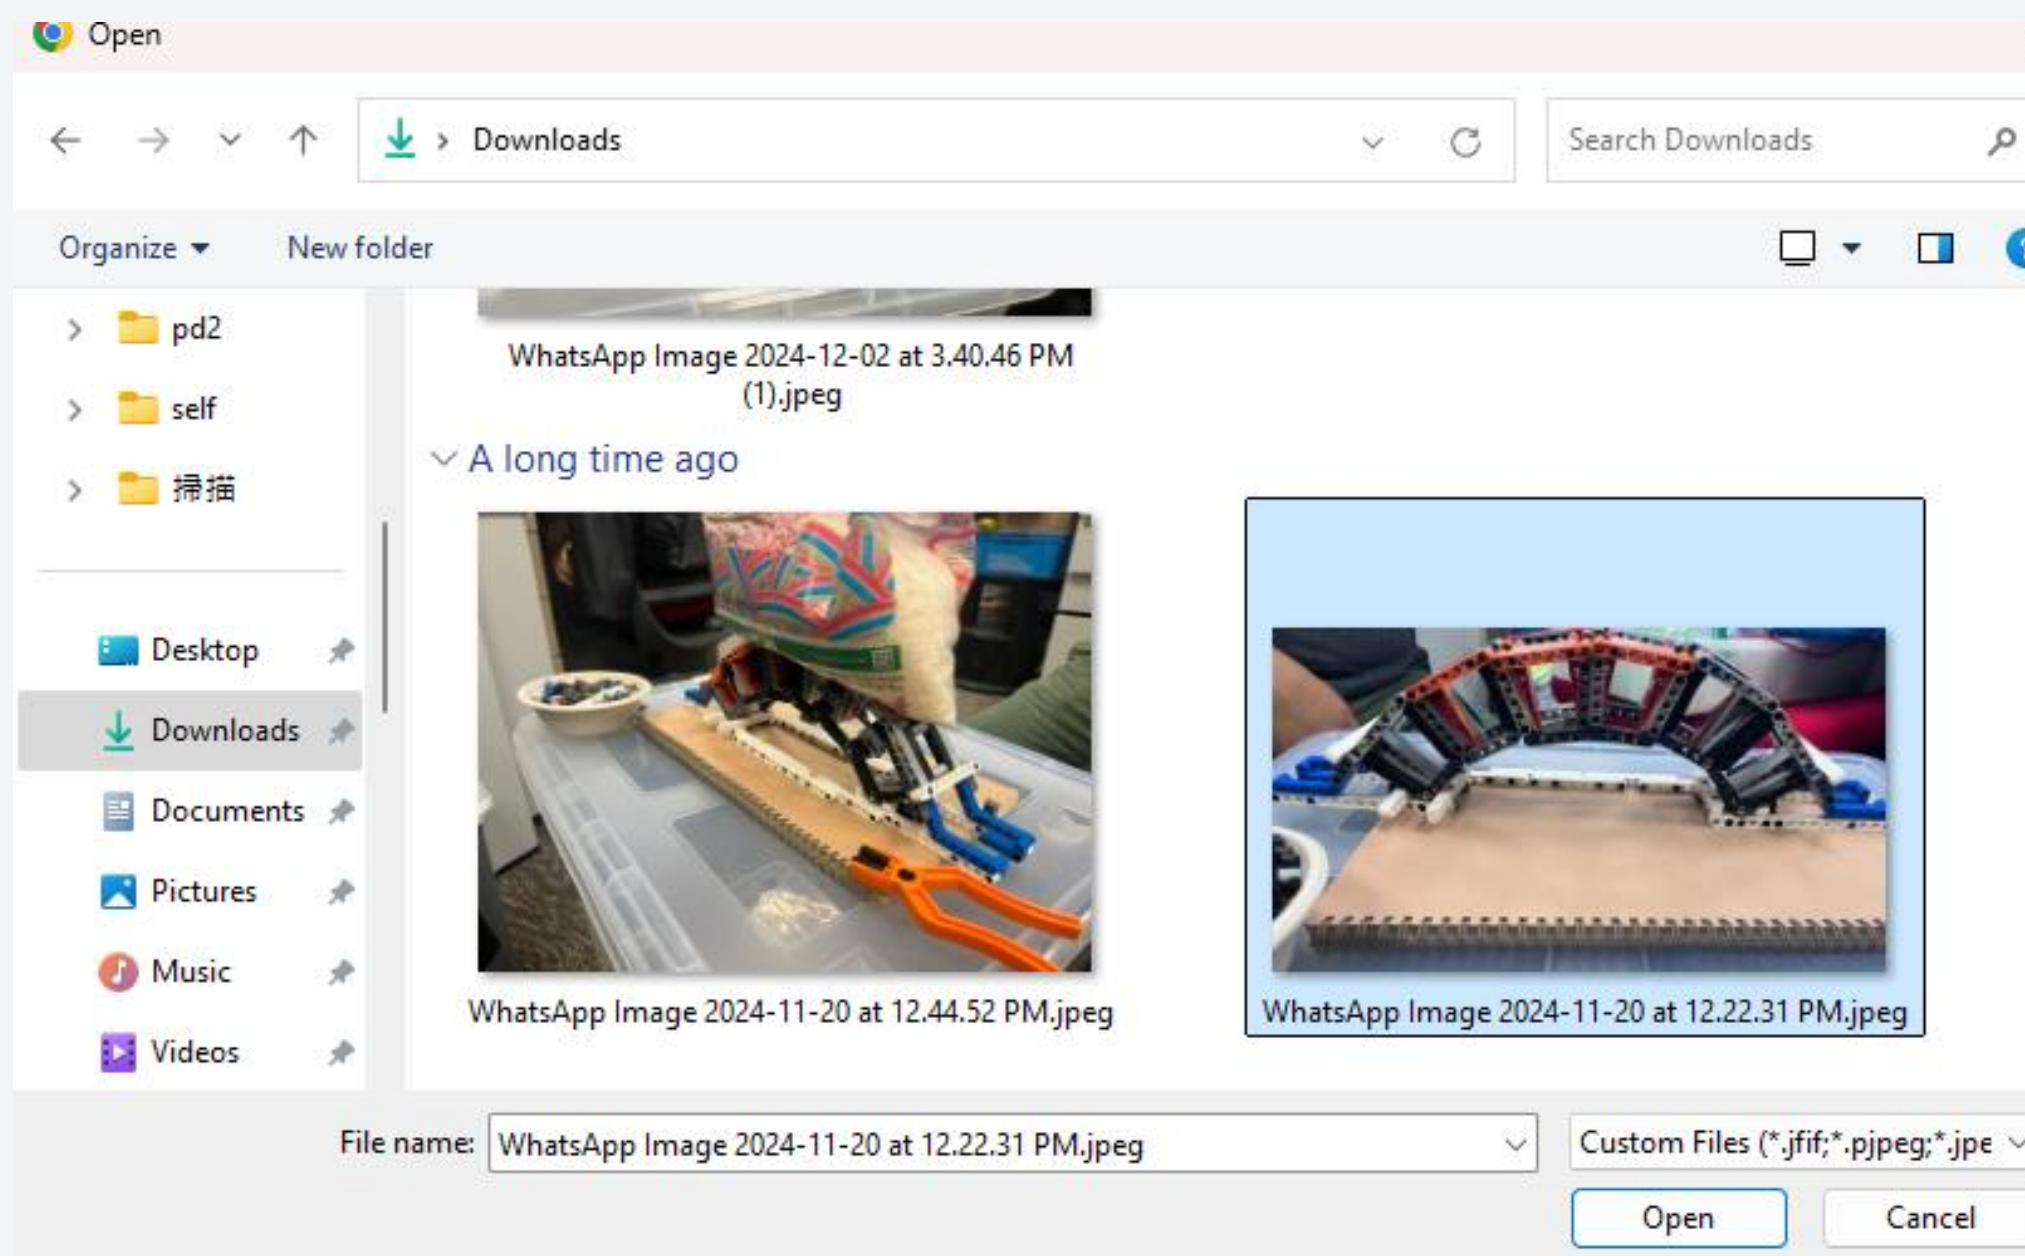 Open
Downloads
Search Downloads
Organize
New folder
pd2
self
掃描
Desktop
Downloads
Documents
Pictures
Music
Videos
WhatsApp Image 2024-12-02 at 3.40.46 PM
(1).jpeg
A long time ago
WhatsApp Image 2024-11-20 at 12.44.52 PM.jpeg
WhatsApp Image 2024-11-20 at 12.22.31 PM.jpeg
File name:
WhatsApp Image 2024-11-20 at 12.22.31 PM.jpeg
Custom Files (*.jfif;*.pjpeg;*.jpe
Open
Cancel